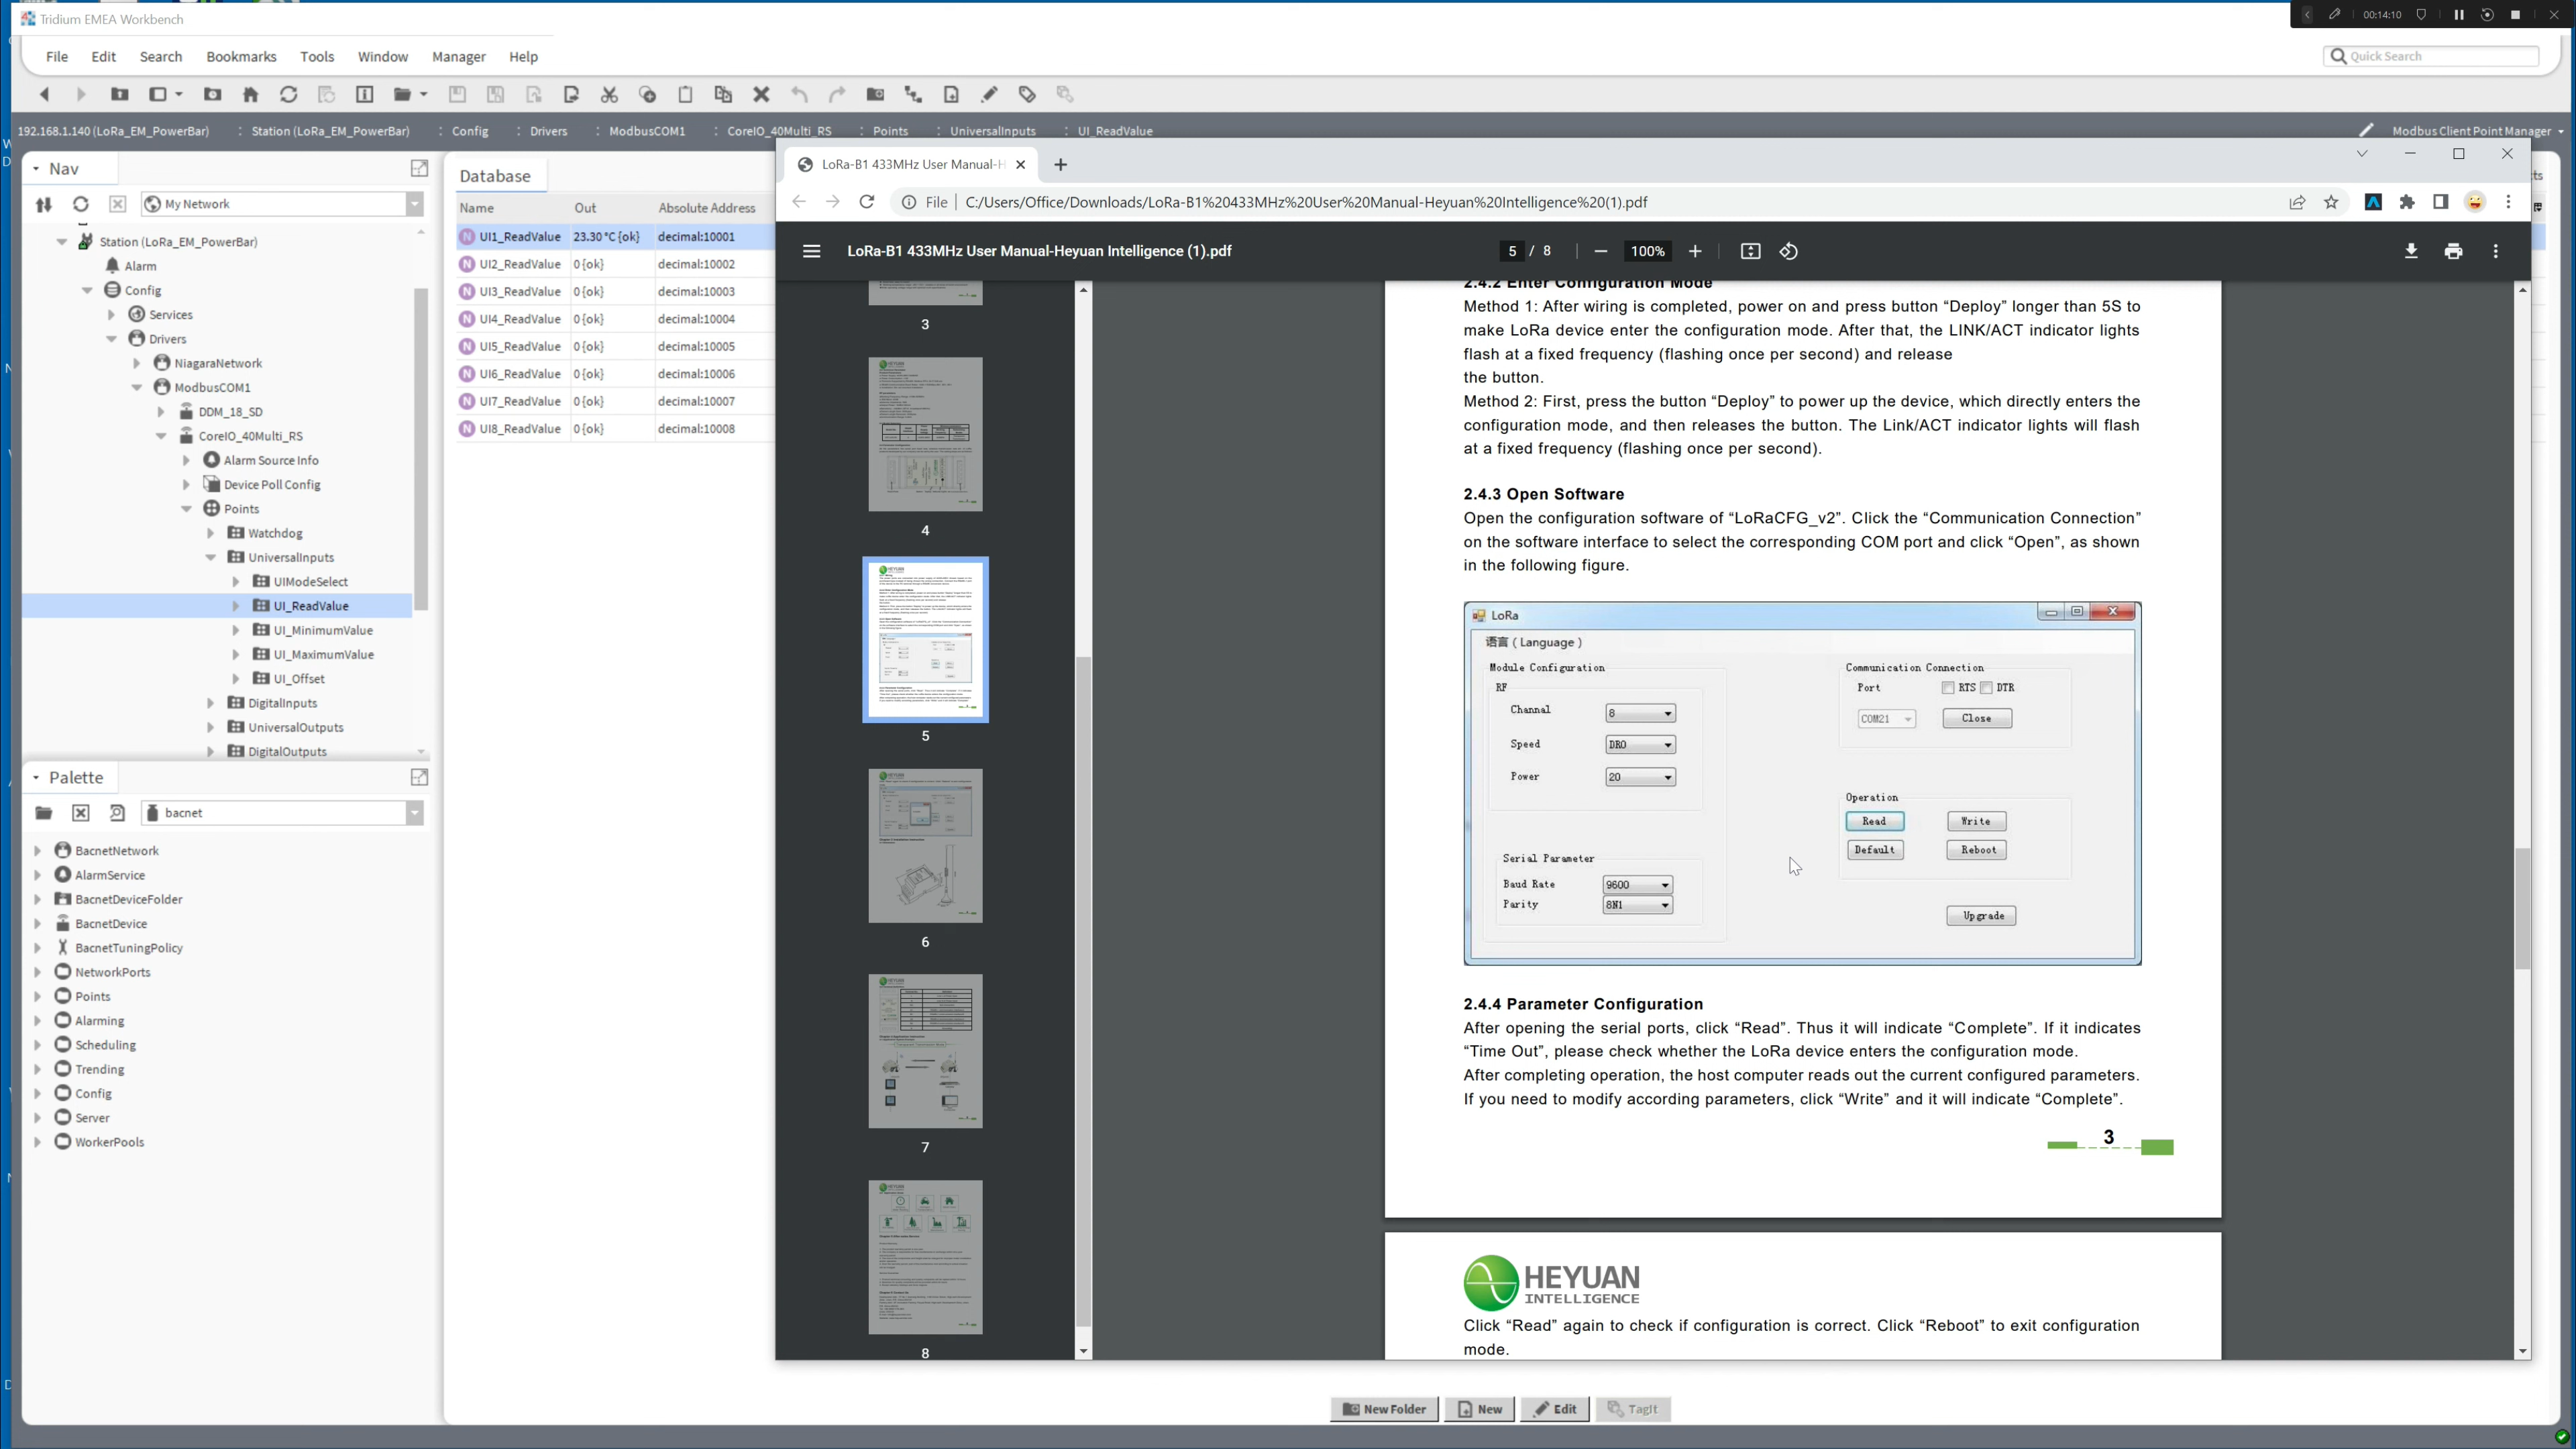 Tridium EMEA Workbench
00:14:10
File Edit Search Bookmarks Tools Window Manager Help
Quick Search
192.168.1.140 (LoRa_EM_PowerBar) : Station (LoRa_EM_PowerBar) : Config : Drivers : ModbusCOM1 : CoreIO_40Multi_RS : Points : UniversalInputs : UI_ReadValue
Modbus Client Point Manager
Nav
My Network
Station (LoRa_EM_PowerBar)
Alarm
Config
Services
Drivers
NiagaraNetwork
ModbusCOM1
DDM_18_SD
CoreIO_40Multi_RS
Alarm Source Info
Device Poll Config
Points
Watchdog
UniversalInputs
UIModeSelect
UI_ReadValue
UI_MinimumValue
UI_MaximumValue
UI_Offset
DigitalInputs
UniversalOutputs
DigitalOutputs
Palette
bacnet
BacnetNetwork
AlarmService
BacnetDeviceFolder
BacnetDevice
BacnetTuningPolicy
NetworkPorts
Points
Alarming
Scheduling
Trending
Config
Server
WorkerPools
Database
Name Out Absolute Address
UI1_ReadValue 23.30 °C {ok} decimal:10001
UI2_ReadValue 0 {ok} decimal:10002
UI3_ReadValue 0 {ok} decimal:10003
UI4_ReadValue 0 {ok} decimal:10004
UI5_ReadValue 0 {ok} decimal:10005
UI6_ReadValue 0 {ok} decimal:10006
UI7_ReadValue 0 {ok} decimal:10007
UI8_ReadValue 0 {ok} decimal:10008
LoRa-B1 433MHz User Manual-H
File C:/Users/Office/Downloads/LoRa-B1%20433MHz%20User%20Manual-Heyuan%20Intelligence%20(1).pdf
LoRa-B1 433MHz User Manual-Heyuan Intelligence (1).pdf
5 / 8
100%
3
4
5
6
7
8
2.4.2 Enter Configuration Mode
Method 1: After wiring is completed, power on and press button “Deploy” longer than 5S to
make LoRa device enter the configuration mode. After that, the LINK/ACT indicator lights
flash at a fixed frequency (flashing once per second) and release
the button.
Method 2: First, press the button “Deploy” to power up the device, which directly enters the
configuration mode, and then releases the button. The Link/ACT indicator lights will flash
at a fixed frequency (flashing once per second).
2.4.3 Open Software
Open the configuration software of “LoRaCFG_v2”. Click the “Communication Connection”
on the software interface to select the corresponding COM port and click “Open”, as shown
in the following figure.
LoRa
语言 ( Language )
Module Configuration
RF
Channal 8
Speed DR0
Power 20
Serial Parameter
Baud Rate 9600
Parity 8N1
Communication Connection
Port RTS DTR
COM21 Close
Operation
Read Write
Default Reboot
Upgrade
2.4.4 Parameter Configuration
After opening the serial ports, click “Read”. Thus it will indicate “Complete”. If it indicates
“Time Out”, please check whether the LoRa device enters the configuration mode.
After completing operation, the host computer reads out the current configured parameters.
If you need to modify according parameters, click “Write” and it will indicate “Complete”.
3
HEYUAN
INTELLIGENCE
Click “Read” again to check if configuration is correct. Click “Reboot” to exit configuration
mode.
New Folder New Edit TagIt